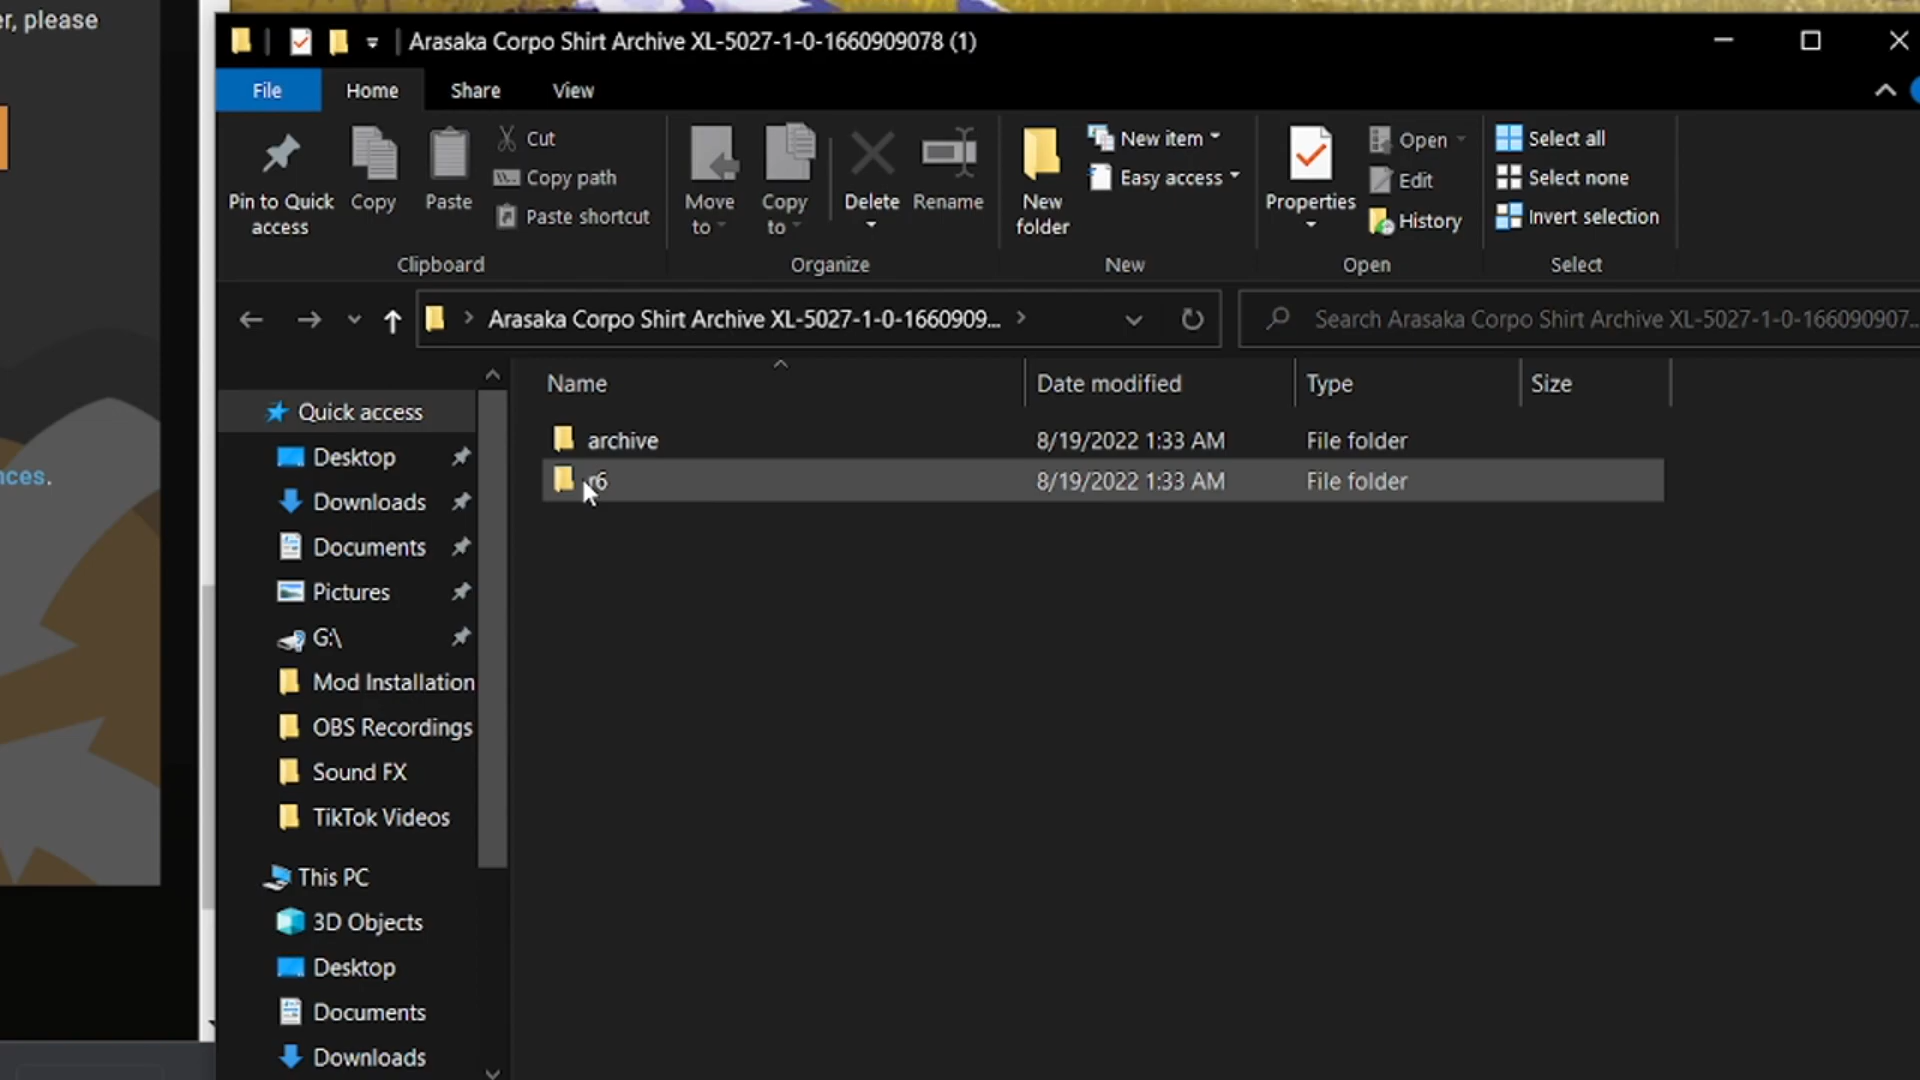 er, please
nces.
Arasaka Corpo Shirt Archive XL-5027-1-0-1660909078 (1)
File Home Share View
Pin to Quick access
Copy
Paste
Cut
Copy path
Paste shortcut
Clipboard
Move to
Copy to
Delete
Rename
Organize
New folder
New item
Easy access
New
Properties
Open
Edit
History
Open
Select all
Select none
Invert selection
Select
Arasaka Corpo Shirt Archive XL-5027-1-0-1660909...
Search Arasaka Corpo Shirt Archive XL-5027-1-0-166090907...
Name Date modified Type Size
archive 8/19/2022 1:33 AM File folder
r6 8/19/2022 1:33 AM File folder
Quick access
Desktop
Downloads
Documents
Pictures
G:\
Mod Installation
OBS Recordings
Sound FX
TikTok Videos
This PC
3D Objects
Desktop
Documents
Downloads